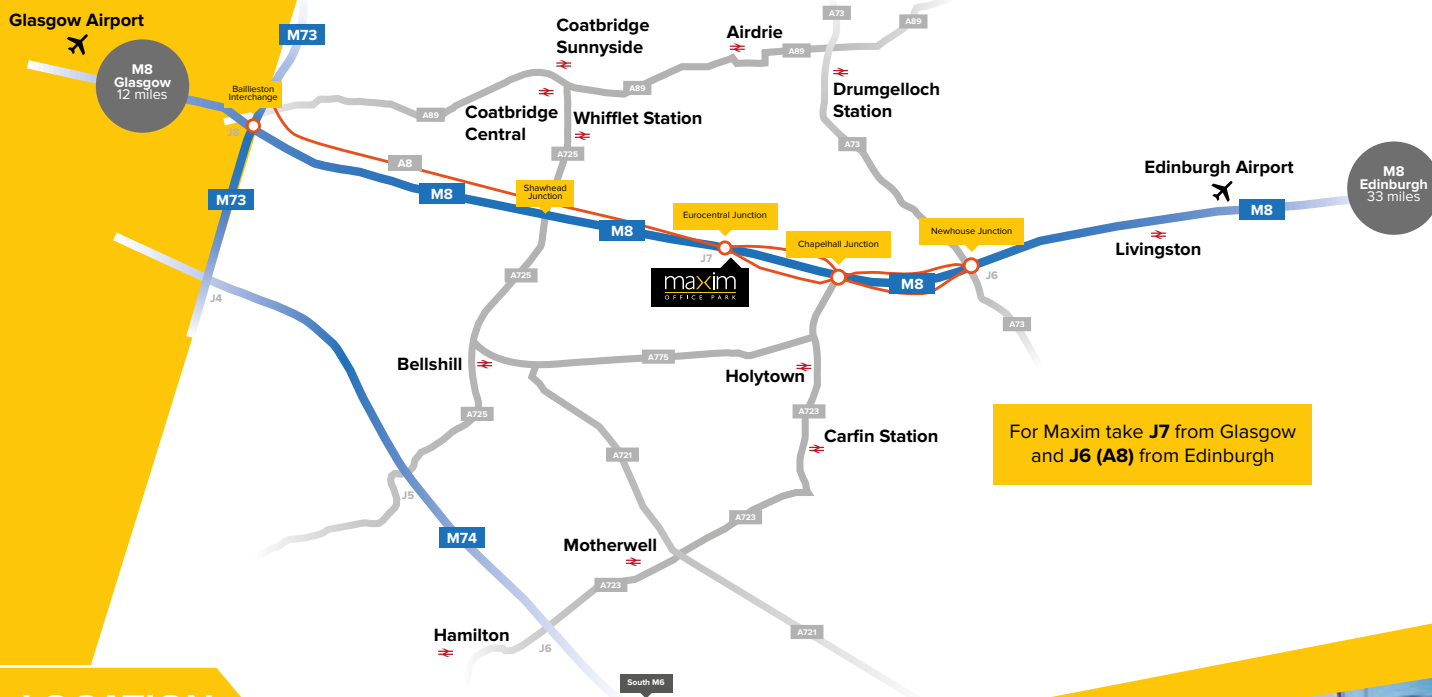 Glasgow Airport
M8
Glasgow
12 miles
M73
Baillieston
Interchange
J8
M73
J4
A89
A8
M8
Coatbridge
Sunnyside
Coatbridge
Central
Whifflet Station
A725
A89
Airdrie
A89
A73
A89
Drumgelloch
Station
A73
Shawhead
Junction
M8
Eurocentral Junction
J7
maxim
OFFICE PARK
Chapelhall Junction
M8
Newhouse Junction
J6
A73
Edinburgh Airport
M8
Livingston
M8
Edinburgh
33 miles
A725
Bellshill
A775
Holytown
A725
A723
Carfin Station
A721
J5
M74
A723
Motherwell
A723
Hamilton
J6
A721
South M6
For Maxim take J7 from Glasgow
and J6 (A8) from Edinburgh
LOCATION